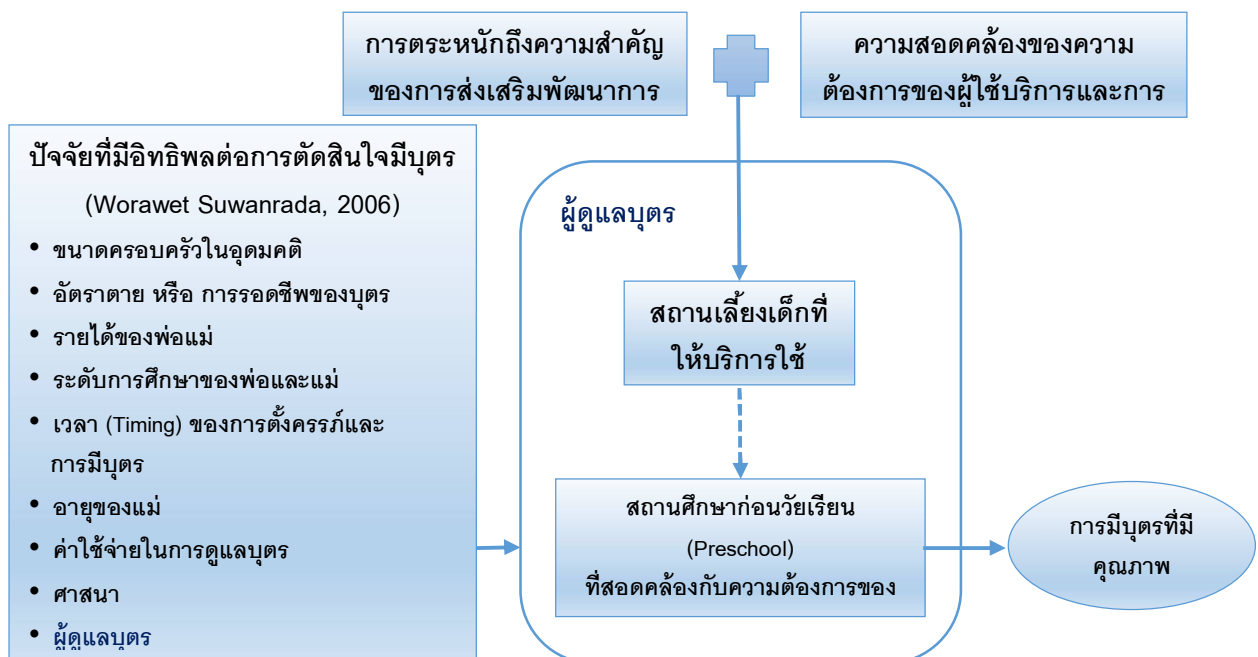 การตระหนักถึงความสำคัญ
ของการส่งเสริมพัฒนาการ
ความสอดคล้องของความ
ต้องการของผู้ใช้บริการและการ
ปัจจัยที่มีอิทธิพลต่อการตัดสินใจมีบุตร
(Worawet Suwanrada, 2006)
• ขนาดครอบครัวในอุดมคติ
• อัตราตาย หรือ การรอดชีพของบุตร
• รายได้ของพ่อแม่
• ระดับการศึกษาของพ่อและแม่
• เวลา (Timing) ของการตั้งครรภ์และ
การมีบุตร
• อายุของแม่
• ค่าใช้จ่ายในการดูแลบุตร
• ศาสนา
• ผู้ดูแลบุตร
ผู้ดูแลบุตร
สถานเลี้ยงเด็กที่
ให้บริการใช้
สถานศึกษาก่อนวัยเรียน
(Preschool)
ที่สอดคล้องกับความต้องการของ
การมีบุตรที่มี
คุณภาพ